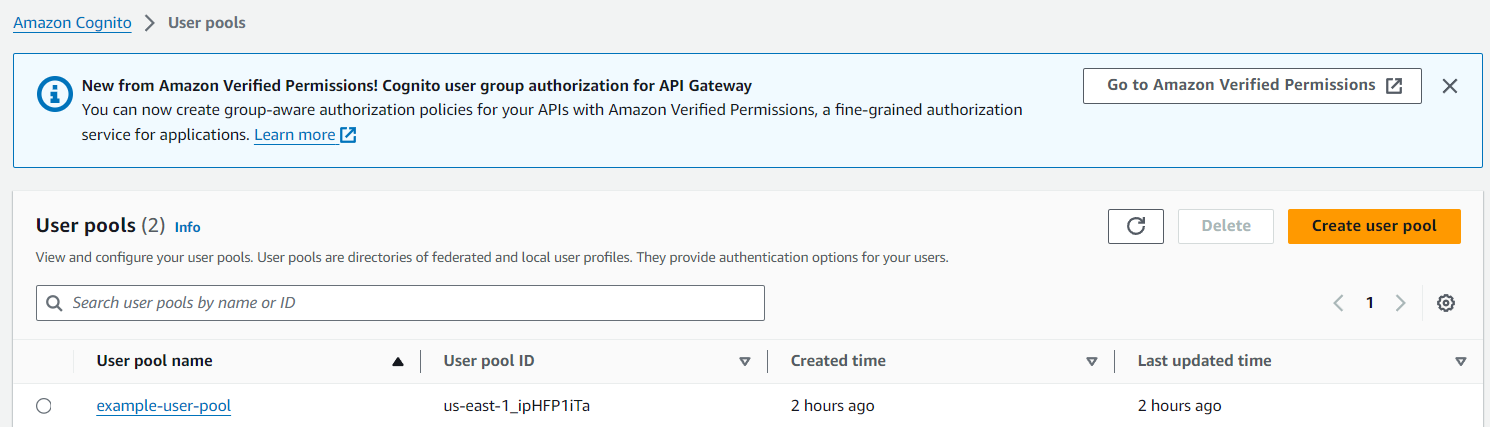 Amazon Cognito > User pools
New from Amazon Verified Permissions! Cognito user group authorization for API Gateway
You can now create group-aware authorization policies for your APIs with Amazon Verified Permissions, a fine-grained authorization
service for applications. Learn more
Go to Amazon Verified Permissions
User pools (2) Info
Delete
Create user pool
View and configure your user pools. User pools are directories of federated and local user profiles. They provide authentication options for your users.
Search user pools by name or ID
1
User pool name User pool ID Created time Last updated time
example-user-pool us-east-1_ipHFP1iTa 2 hours ago 2 hours ago